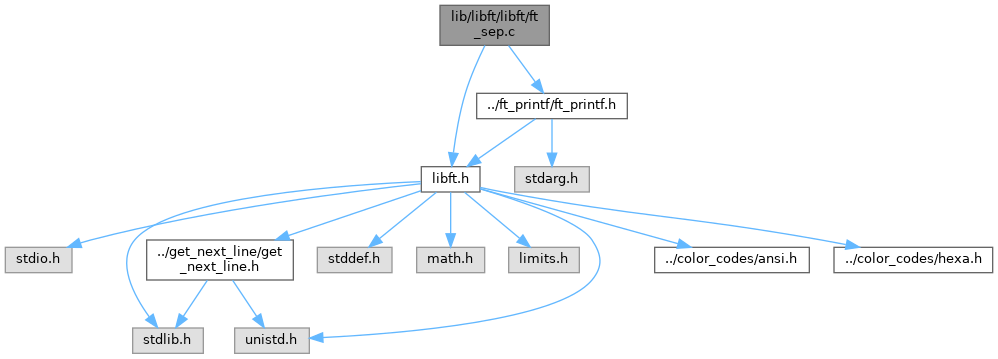 lib/libft/libft/ft
_sep.c
../ft_printf/ft_printf.h
libft.h
stdarg.h
stdio.h
../get_next_line/get
_next_line.h
stddef.h
math.h
limits.h
../color_codes/ansi.h
../color_codes/hexa.h
stdlib.h
unistd.h